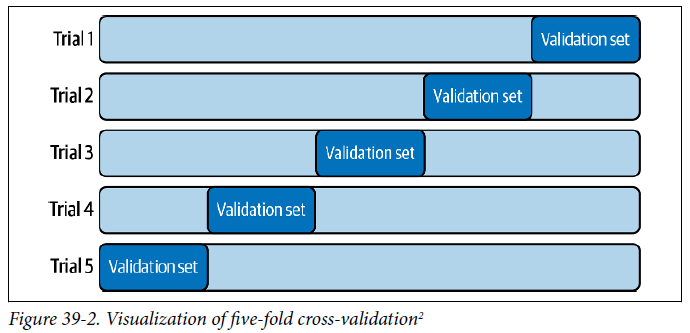 Trial 1 Validation set
Trial 2 Validation set
Trial 3 Validation set
Trial 4 Validation set
Trial 5 Validation set
Figure 39-2. Visualization of five-fold cross-validation²